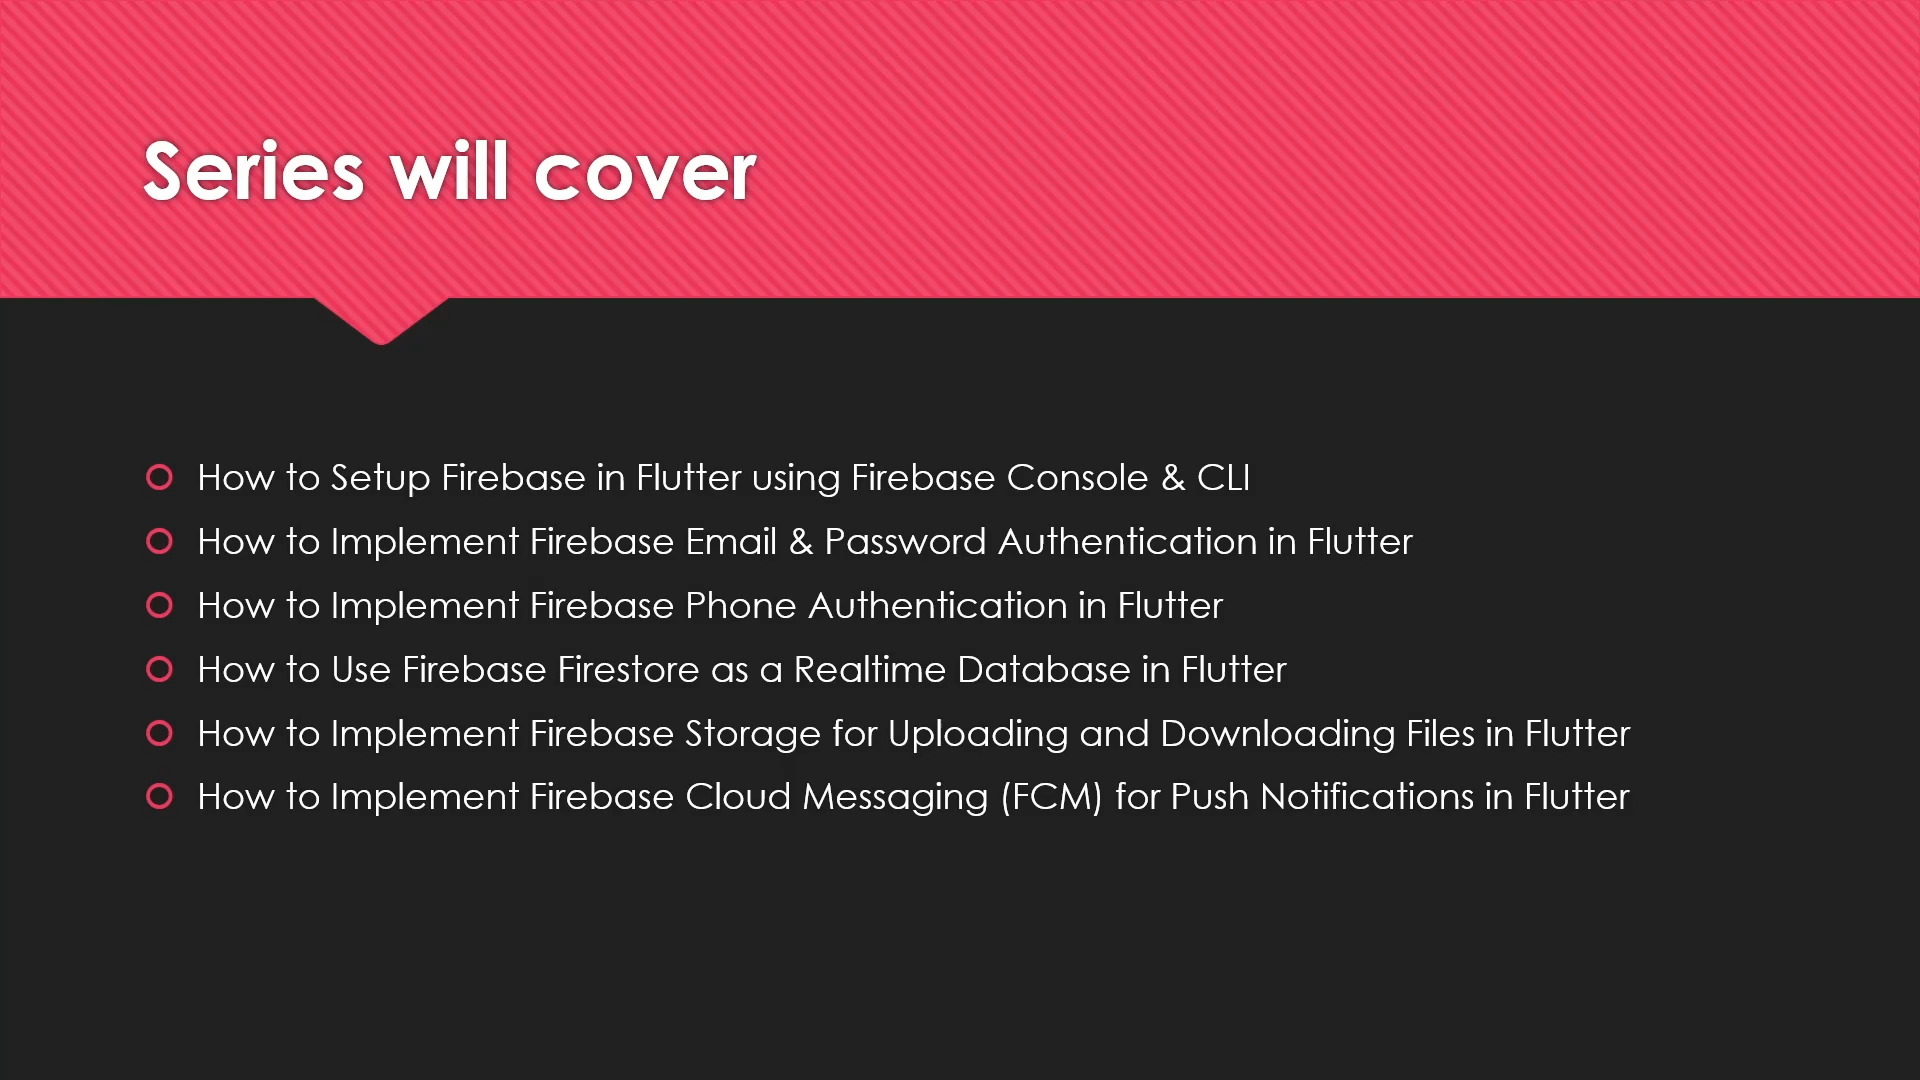 Series will cover
How to Setup Firebase in Flutter using Firebase Console & CLI
How to Implement Firebase Email & Password Authentication in Flutter
How to Implement Firebase Phone Authentication in Flutter
How to Use Firebase Firestore as a Realtime Database in Flutter
How to Implement Firebase Storage for Uploading and Downloading Files in Flutter
How to Implement Firebase Cloud Messaging (FCM) for Push Notifications in Flutter